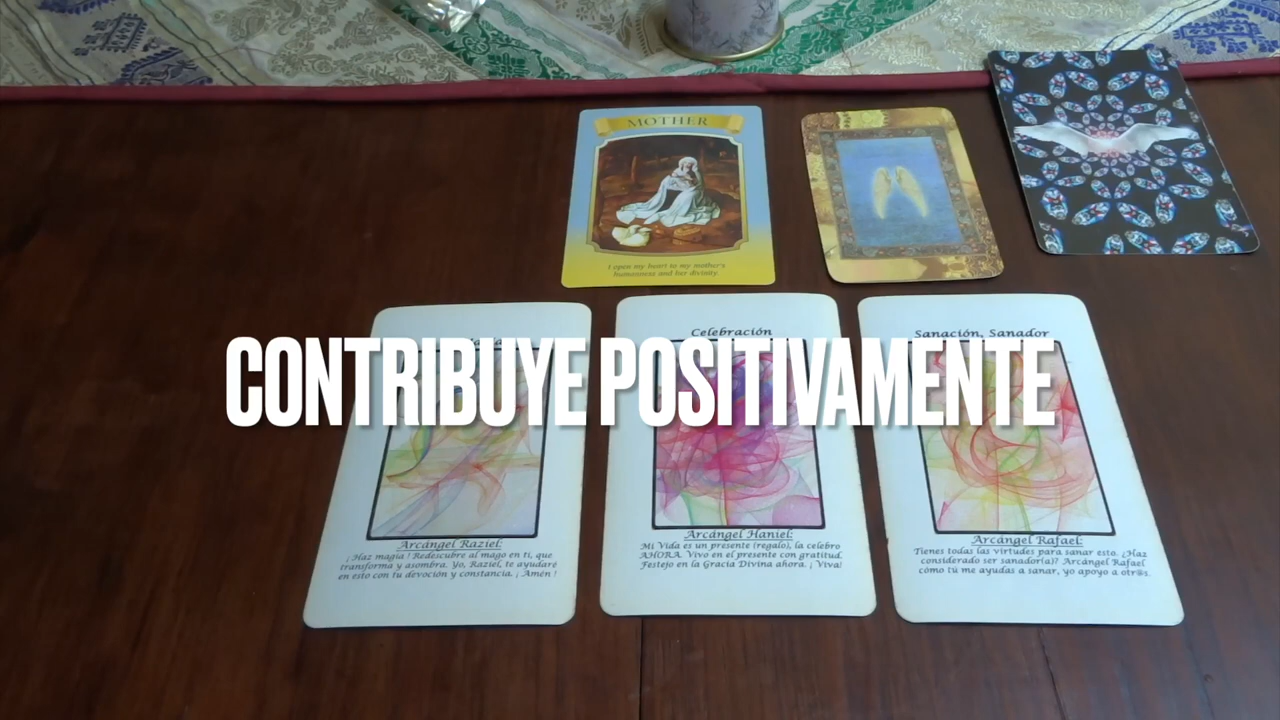 MOTHER
I open my heart to my mother's
humanness and her divinity.
Celebración
Sanación, Sanador
CONTRIBUYE POSITIVAMENTE
Arcángel Raziel:
¡Haz magia! Redescubre al mago en ti, que
transforma y asombra. Yo, Raziel, te ayudaré
en esto con tu devoción y constancia. ¡Amén!
Arcángel Haniel:
Mi Vida es un presente (regalo), la celebro
AHORA. Vivo en el presente con gratitud.
Festejo en la Gracia Divina ahora. ¡Viva!
Arcángel Rafael:
Tienes todas las virtudes para sanar esto. ¿Haz
considerado ser sanador(a)? Arcángel Rafael
cómo tú me ayudas a sanar, yo apoyo a otr@s.